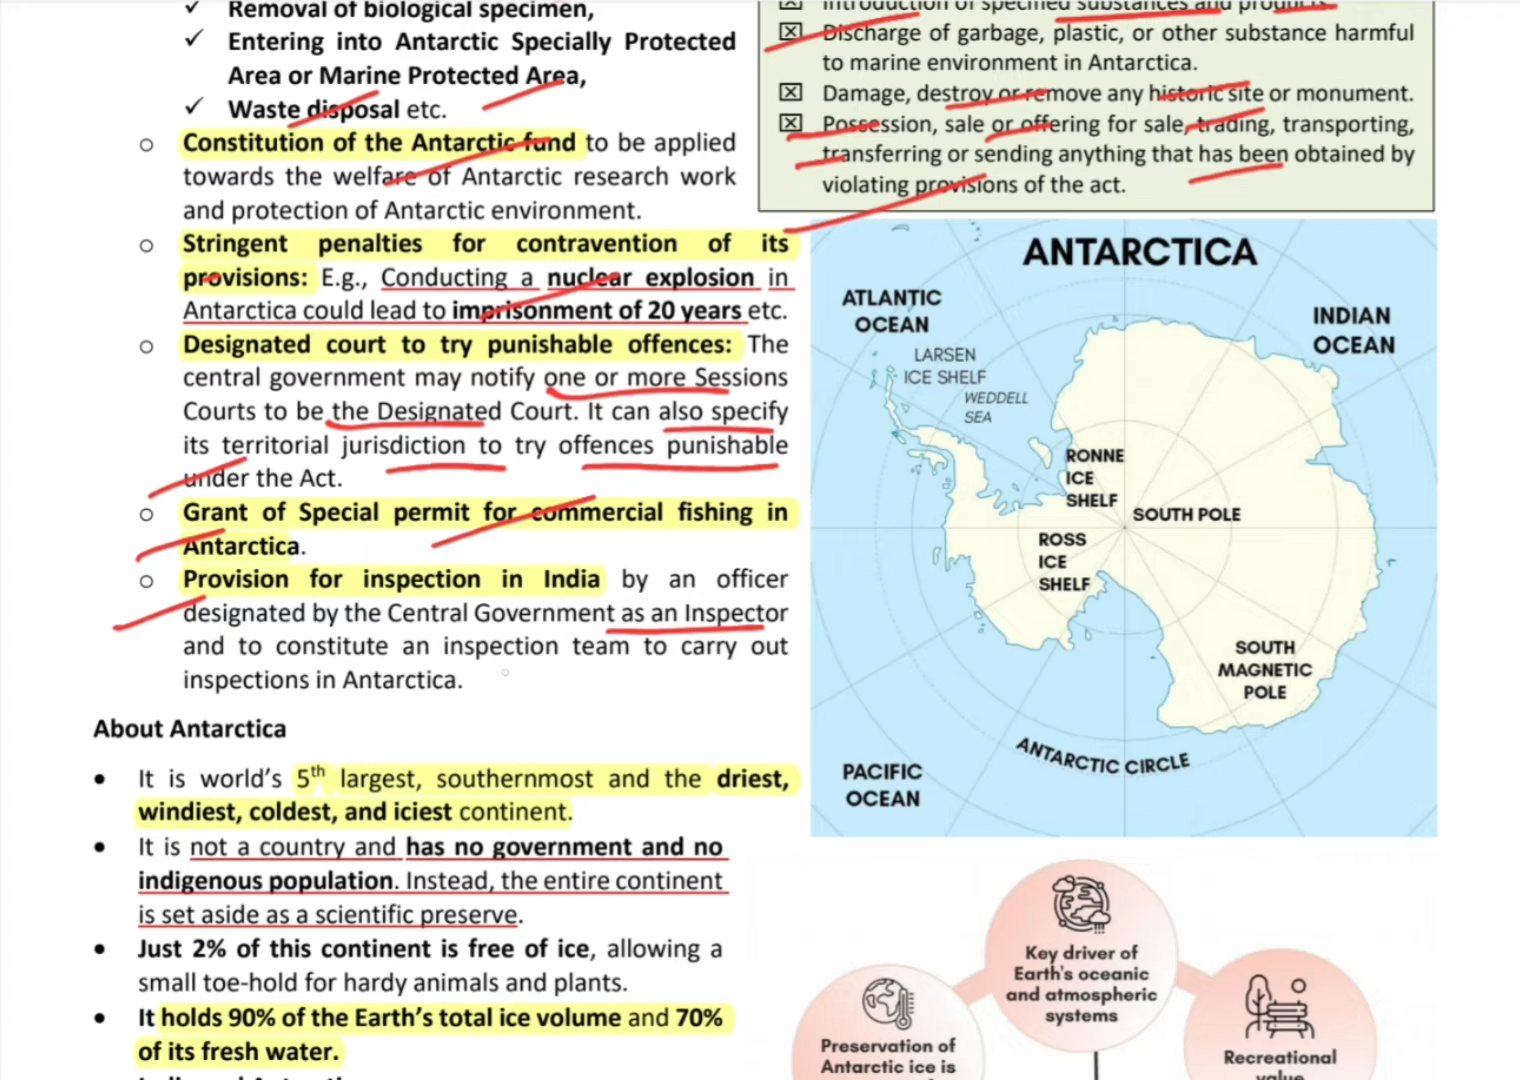 ✓ Removal of biological specimen,
✓ Entering into Antarctic Specially Protected
Area or Marine Protected Area,
✓ Waste disposal etc.
o Constitution of the Antarctic fund to be applied
towards the welfare of Antarctic research work
and protection of Antarctic environment.
o Stringent penalties for contravention of its
provisions: E.g., Conducting a nuclear explosion in
Antarctica could lead to imprisonment of 20 years etc.
o Designated court to try punishable offences: The
central government may notify one or more Sessions
Courts to be the Designated Court. It can also specify
its territorial jurisdiction to try offences punishable
under the Act.
o Grant of Special permit for commercial fishing in
Antarctica.
o Provision for inspection in India by an officer
designated by the Central Government as an Inspector
and to constitute an inspection team to carry out
inspections in Antarctica.
About Antarctica
• It is world's 5th largest, southernmost and the driest,
windiest, coldest, and iciest continent.
• It is not a country and has no government and no
indigenous population. Instead, the entire continent
is set aside as a scientific preserve.
• Just 2% of this continent is free of ice, allowing a
small toe-hold for hardy animals and plants.
• It holds 90% of the Earth's total ice volume and 70%
of its fresh water.
☒ Introduction of specified substances and products.
☒ Discharge of garbage, plastic, or other substance harmful
to marine environment in Antarctica.
☒ Damage, destroy or remove any historic site or monument.
☒ Possession, sale or offering for sale, trading, transporting,
transferring or sending anything that has been obtained by
violating provisions of the act.
ANTARCTICA
ATLANTIC
OCEAN
INDIAN
OCEAN
LARSEN
ICE SHELF
WEDDELL
SEA
RONNE
ICE
SHELF
SOUTH POLE
ROSS
ICE
SHELF
SOUTH
MAGNETIC
POLE
ANTARCTIC CIRCLE
PACIFIC
OCEAN
Key driver of
Earth's oceanic
and atmospheric
systems
Preservation of
Antarctic ice is
Recreational
value